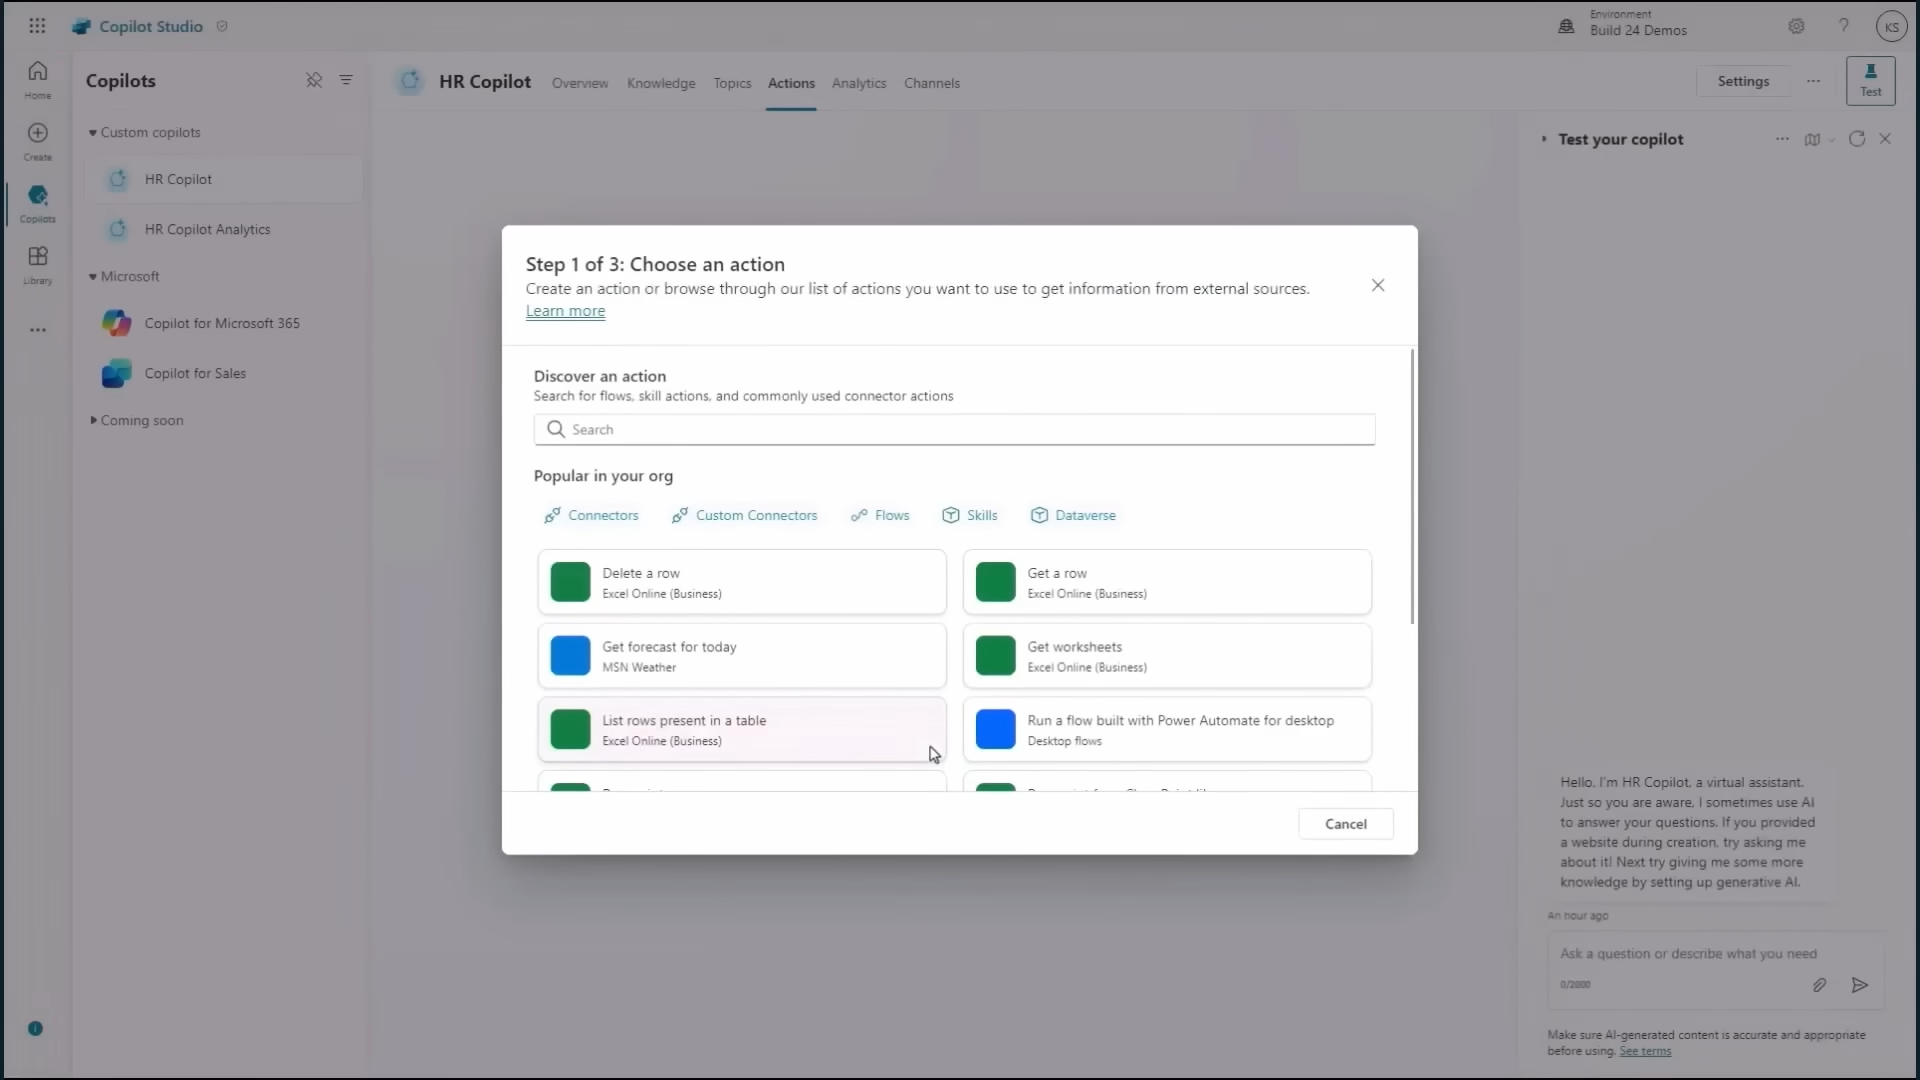 Copilot Studio
Environment
Build 24 Demos
KS
Home
Create
Copilots
Library
Copilots
Custom copilots
HR Copilot
HR Copilot Analytics
Microsoft
Copilot for Microsoft 365
Copilot for Sales
Coming soon
HR Copilot
Overview
Knowledge
Topics
Actions
Analytics
Channels
Settings
Test
Step 1 of 3: Choose an action
Create an action or browse through our list of actions you want to use to get information from external sources.
Learn more
Discover an action
Search for flows, skill actions, and commonly used connector actions
Search
Popular in your org
Connectors
Custom Connectors
Flows
Skills
Dataverse
Delete a row
Excel Online (Business)
Get a row
Excel Online (Business)
Get forecast for today
MSN Weather
Get worksheets
Excel Online (Business)
List rows present in a table
Excel Online (Business)
Run a flow built with Power Automate for desktop
Desktop flows
Cancel
Test your copilot
Hello, I'm HR Copilot, a virtual assistant.
Just so you are aware, I sometimes use AI
to answer your questions. If you provided
a website during creation, try asking me
about it! Next try giving me some more
knowledge by setting up generative AI.
An hour ago
Ask a question or describe what you need
0/2000
Make sure AI-generated content is accurate and appropriate
before using. See terms